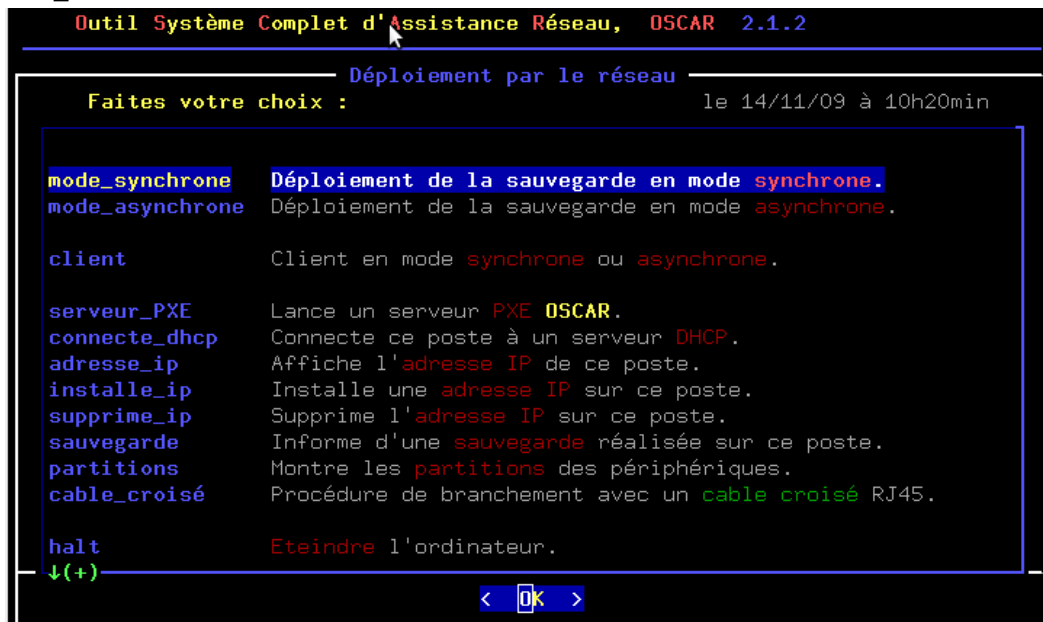 Outil Système Complet d'Assistance Réseau, OSCAR 2.1.2
Déploiement par le réseau
Faites votre choix : le 14/11/09 à 10h20min
mode_synchrone Déploiement de la sauvegarde en mode synchrone.
mode_asynchrone Déploiement de la sauvegarde en mode asynchrone.
client Client en mode synchrone ou asynchrone.
serveur_PXE Lance un serveur PXE OSCAR.
connecte_dhcp Connecte ce poste à un serveur DHCP.
adresse_ip Affiche l'adresse IP de ce poste.
installe_ip Installe une adresse IP sur ce poste.
supprime_ip Supprime l'adresse IP sur ce poste.
sauvegarde Informe d'une sauvegarde réalisée sur ce poste.
partitions Montre les partitions des périphériques.
cable_croisé Procédure de branchement avec un cable croisé RJ45.
halt Eteindre l'ordinateur.
↓(+)
< OK >